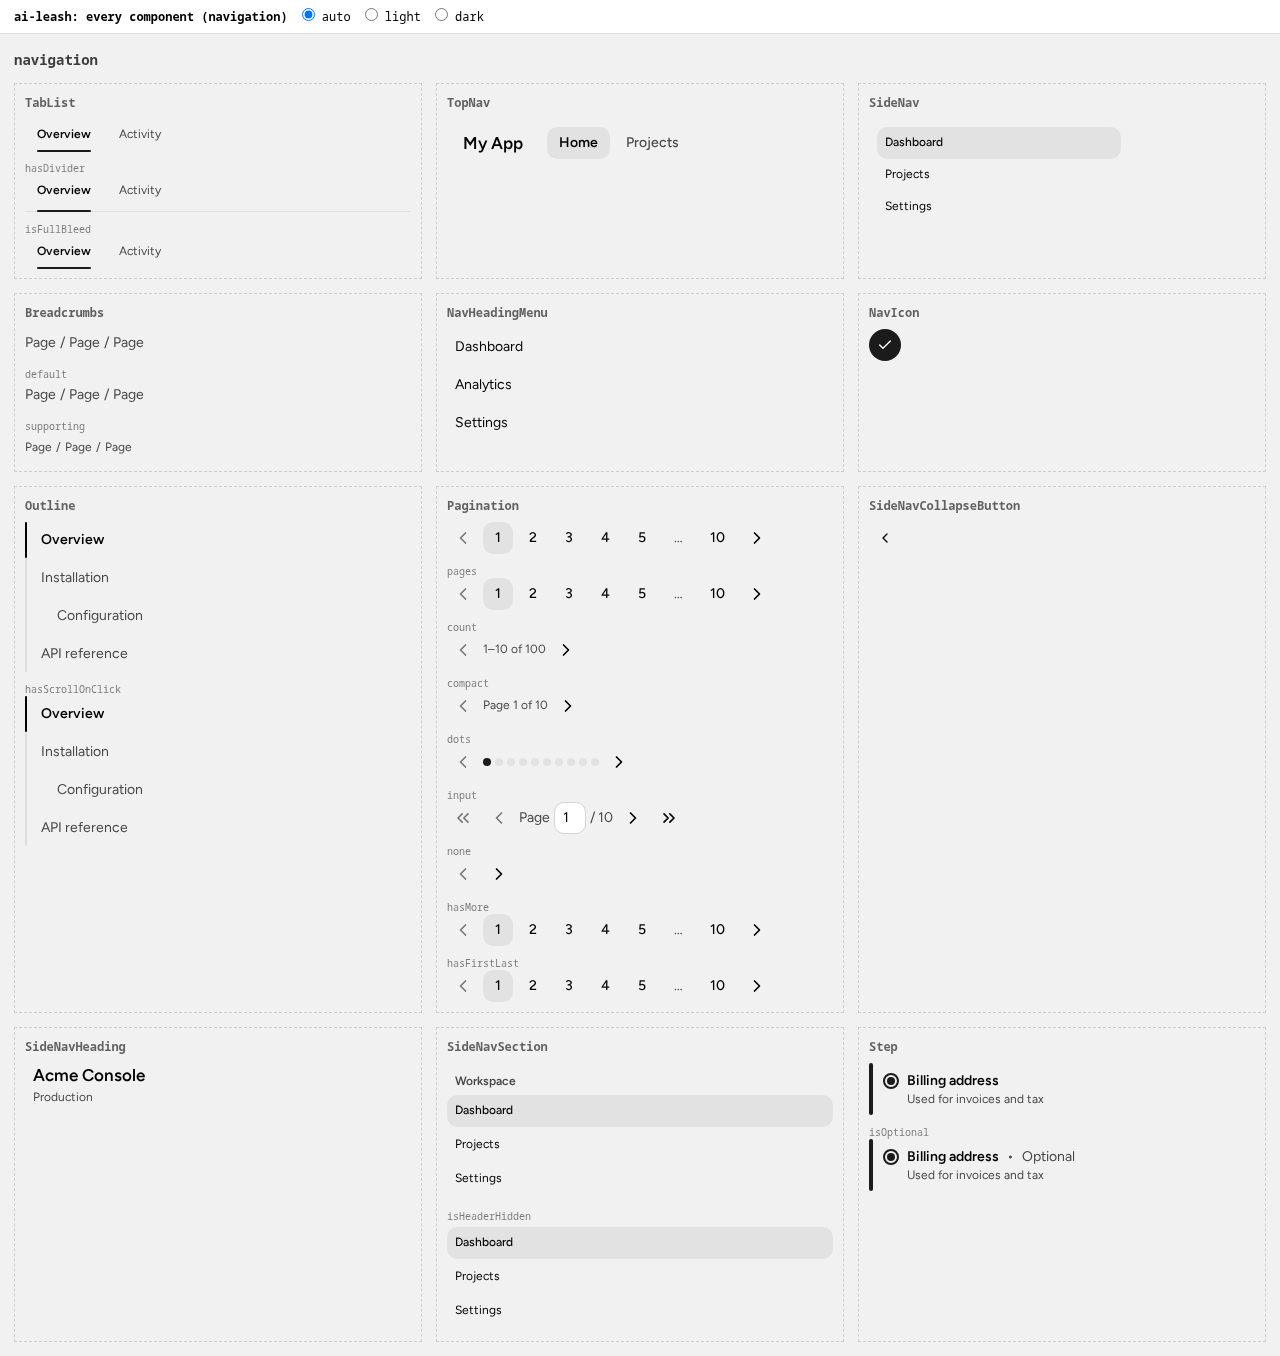 ai-leash: every component (navigation) auto light dark
navigation
TabList
Overview Activity
hasDivider
Overview Activity
isFullBleed
Overview Activity
TopNav
My App Home Projects
SideNav
Dashboard
Projects
Settings
Breadcrumbs
Page / Page / Page
default
Page / Page / Page
supporting
Page / Page / Page
NavHeadingMenu
Dashboard
Analytics
Settings
NavIcon
Outline
Overview
Installation
Configuration
API reference
hasScrollOnClick
Overview
Installation
Configuration
API reference
Pagination
1 2 3 4 5 … 10
pages
1 2 3 4 5 … 10
count
1–10 of 100
compact
Page 1 of 10
dots
input
Page 1 / 10
none
hasMore
1 2 3 4 5 … 10
hasFirstLast
1 2 3 4 5 … 10
SideNavCollapseButton
SideNavHeading
Acme Console
Production
SideNavSection
Workspace
Dashboard
Projects
Settings
isHeaderHidden
Dashboard
Projects
Settings
Step
Billing address
Used for invoices and tax
isOptional
Billing address • Optional
Used for invoices and tax